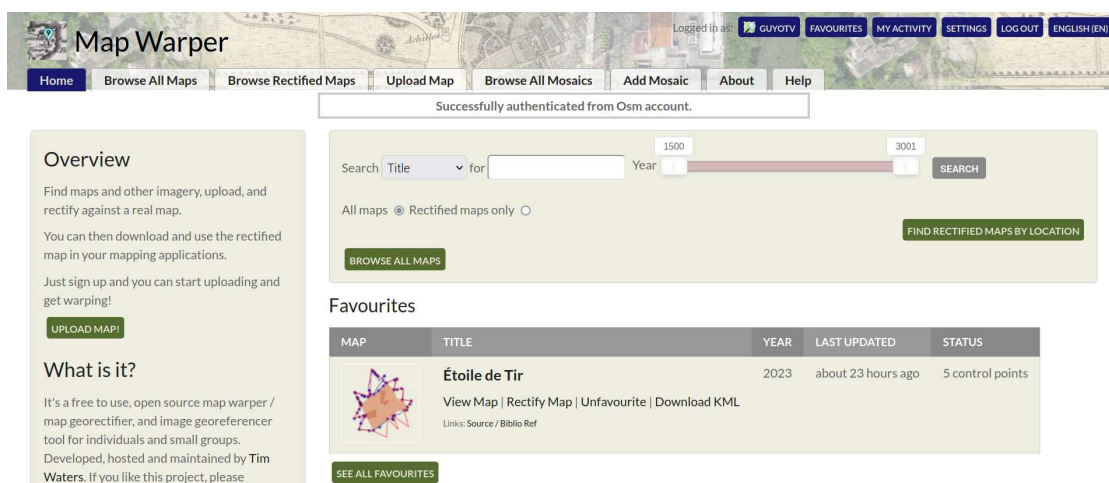 Map Warper
Achilles
Logged in as: GUYOTV FAVOURITES MY ACTIVITY SETTINGS LOG OUT ENGLISH (EN)
Home Browse All Maps Browse Rectified Maps Upload Map Browse All Mosaics Add Mosaic About Help
Successfully authenticated from Osm account.
Overview
Find maps and other imagery, upload, and
rectify against a real map.
You can then download and use the rectified
map in your mapping applications.
Just sign up and you can start uploading and
get warping!
UPLOAD MAP!
What is it?
It's a free to use, open source map warper /
map georectifier, and image georeferencer
tool for individuals and small groups.
Developed, hosted and maintained by Tim
Waters. If you like this project, please
1500 3001
Search Title for Year SEARCH
All maps Rectified maps only
FIND RECTIFIED MAPS BY LOCATION
BROWSE ALL MAPS
Favourites
MAP TITLE YEAR LAST UPDATED STATUS
Étoile de Tir 2023 about 23 hours ago 5 control points
View Map | Rectify Map | Unfavourite | Download KML
Links: Source / Biblio Ref
SEE ALL FAVOURITES